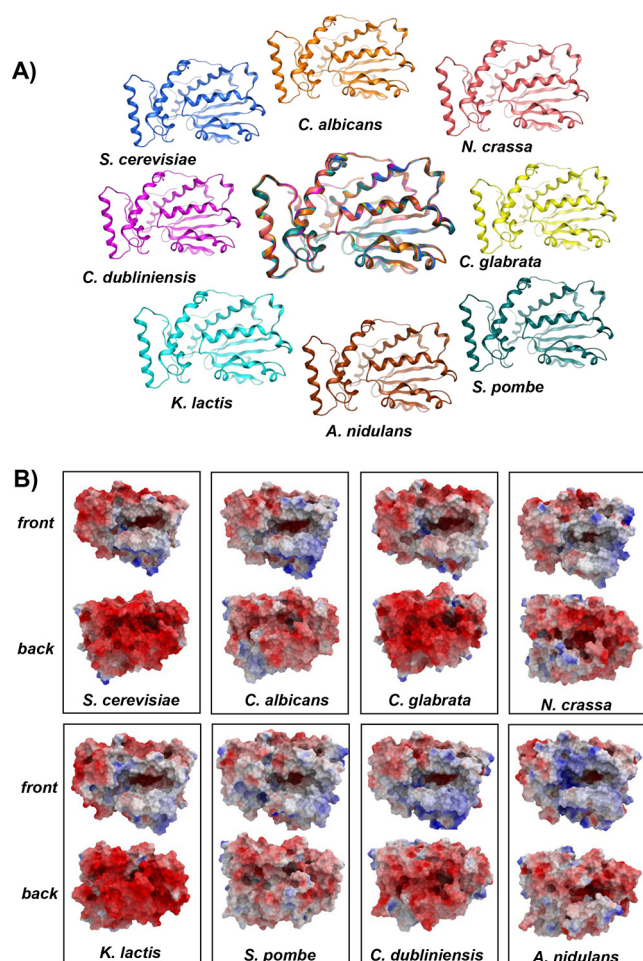 A)
C. albicans
S. cerevisiae
N. crassa
C. dubliniensis
C. glabrata
K. lactis
A. nidulans
S. pombe
B)
front
back
S. cerevisiae
C. albicans
C. glabrata
N. crassa
front
back
K. lactis
S. pombe
C. dubliniensis
A. nidulans